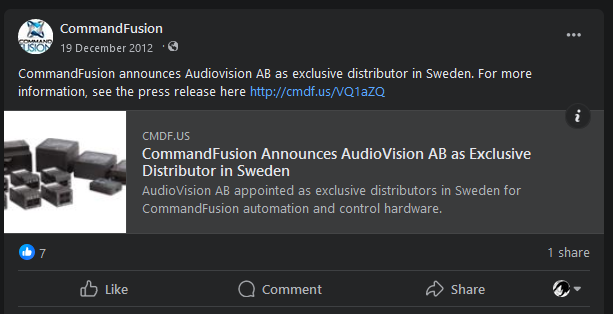 CommandFusion
19 December 2012 ·
CommandFusion announces Audiovision AB as exclusive distributor in Sweden. For more
information, see the press release here http://cmdf.us/VQ1aZQ
CMDF.US
CommandFusion Announces AudioVision AB as Exclusive
Distributor in Sweden
AudioVision AB appointed as exclusive distributors in Sweden for
CommandFusion automation and control hardware.
7
1 share
Like
Comment
Share
COMMAND
FUSION